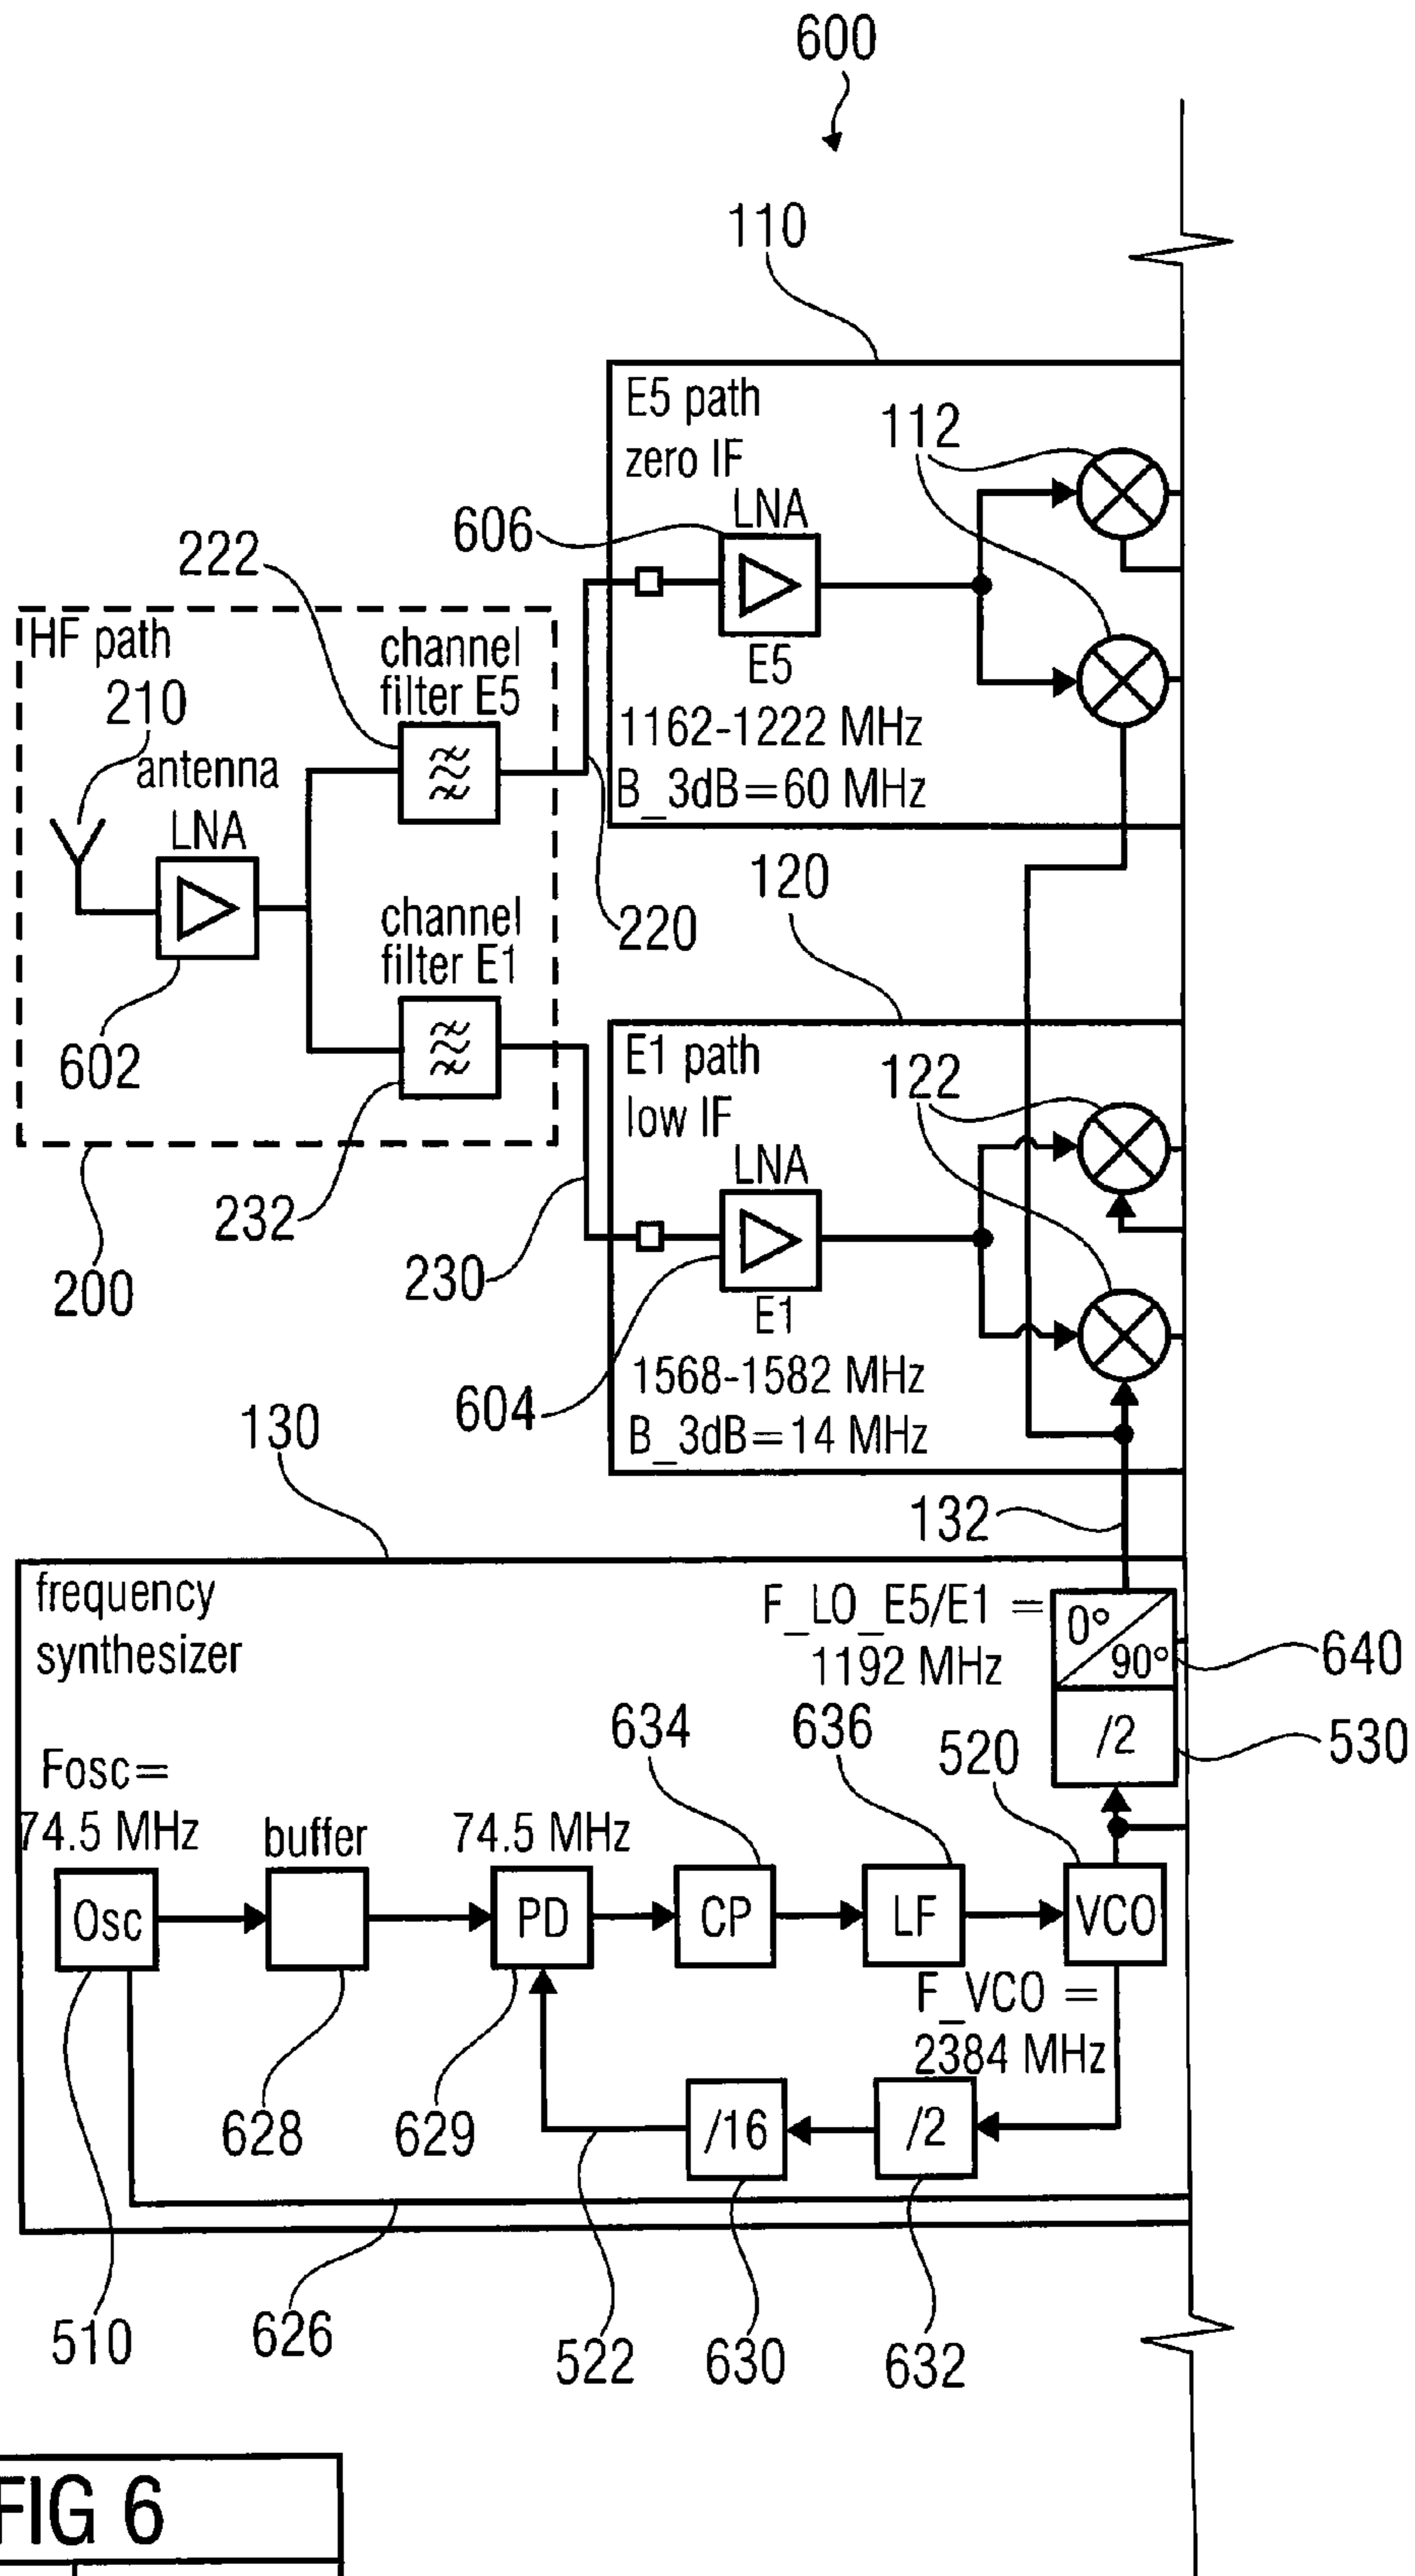 600
110
E5 path
zero IF
112
LNA
606
E5
1162-1222 MHz
B_3dB=60 MHz
222
HF path
210
antenna
LNA
channel
filter E5
602
channel
filter E1
220
232
200
120
E1 path
low IF
122
LNA
230
604
E1
1568-1582 MHz
B_3dB=14 MHz
130
132
frequency
synthesizer
F_LO_E5/E1 =
1192 MHz
0°
90°
640
/2
530
634
636
520
Fosc=
74.5 MHz
buffer
74.5 MHz
Osc
PD
CP
LF
VCO
F_VCO =
2384 MHz
628
629
/16
/2
510
626
522
630
632
FIG 6